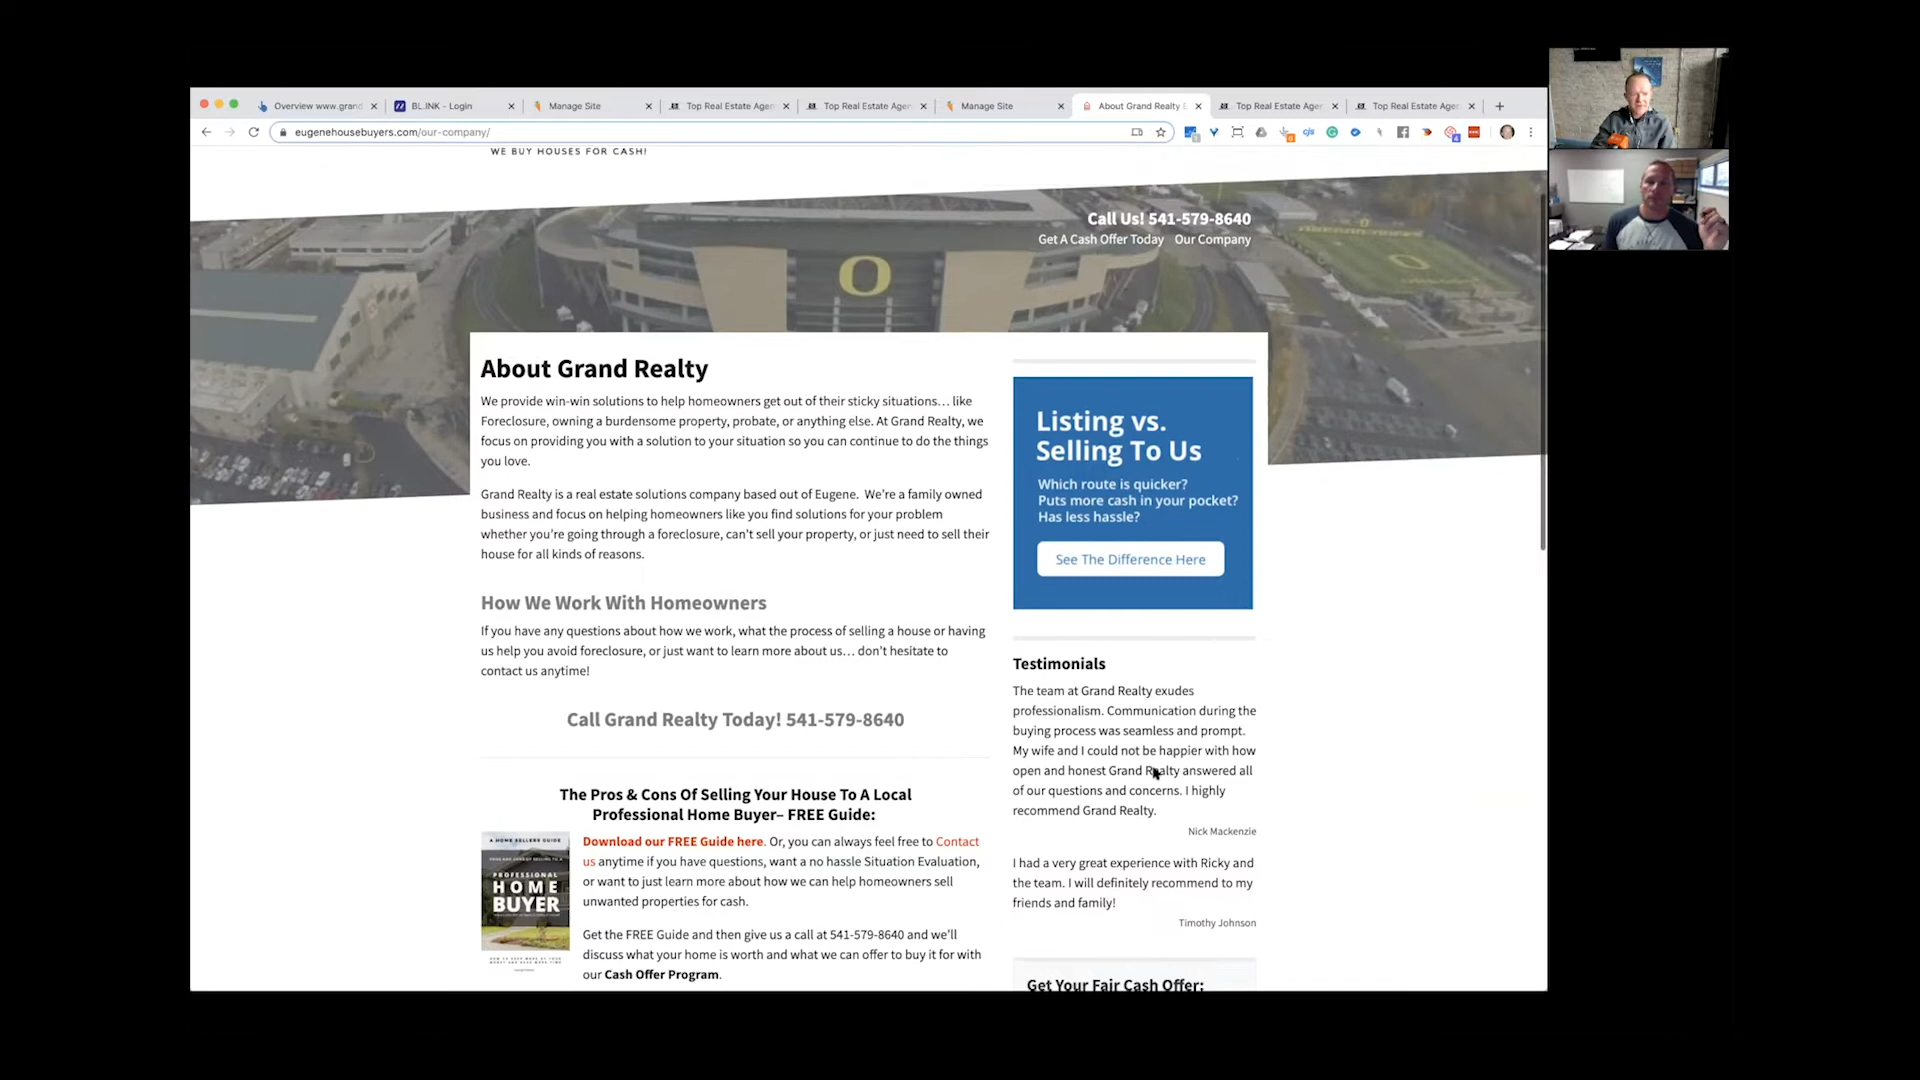 Overview www.grand
BL.INK - Login
Manage Site
Top Real Estate Agen
Top Real Estate Agen
Manage Site
About Grand Realty
Top Real Estate Agen
Top Real Estate Agen
eugenehousebuyers.com/our-company/
WE BUY HOUSES FOR CASH!
Call Us! 541-579-8640
Get A Cash Offer Today Our Company
O
O
About Grand Realty
We provide win-win solutions to help homeowners get out of their sticky situations… like
Foreclosure, owning a burdensome property, probate, or anything else. At Grand Realty, we
focus on providing you with a solution to your situation so you can continue to do the things
you love.
Grand Realty is a real estate solutions company based out of Eugene. We're a family owned
business and focus on helping homeowners like you find solutions for your problem
whether you're going through a foreclosure, can't sell your property, or just need to sell their
house for all kinds of reasons.
How We Work With Homeowners
If you have any questions about how we work, what the process of selling a house or having
us help you avoid foreclosure, or just want to learn more about us… don't hesitate to
contact us anytime!
Call Grand Realty Today! 541-579-8640
The Pros & Cons Of Selling Your House To A Local
Professional Home Buyer– FREE Guide:
A HOME SELLERS GUIDE
PROFESSIONAL
HOME
BUYER
Download our FREE Guide here. Or, you can always feel free to Contact
us anytime if you have questions, want a no hassle Situation Evaluation,
or want to just learn more about how we can help homeowners sell
unwanted properties for cash.
Get the FREE Guide and then give us a call at 541-579-8640 and we'll
discuss what your home is worth and what we can offer to buy it for with
our Cash Offer Program.
Listing vs.
Selling To Us
Which route is quicker?
Puts more cash in your pocket?
Has less hassle?
See The Difference Here
Testimonials
The team at Grand Realty exudes
professionalism. Communication during the
buying process was seamless and prompt.
My wife and I could not be happier with how
open and honest Grand Realty answered all
of our questions and concerns. I highly
recommend Grand Realty.
Nick Mackenzie
I had a very great experience with Ricky and
the team. I will definitely recommend to my
friends and family!
Timothy Johnson
Get Your Fair Cash Offer: